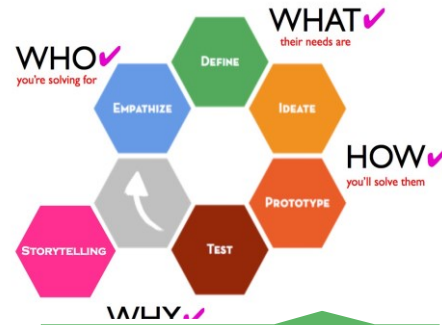 WHAT✓
their needs are
WHO✓
you're solving for
DEFINE
EMPATHIZE
IDEATE
HOW✓
you'll solve them
PROTOTYPE
STORYTELLING
TEST
WHY✓